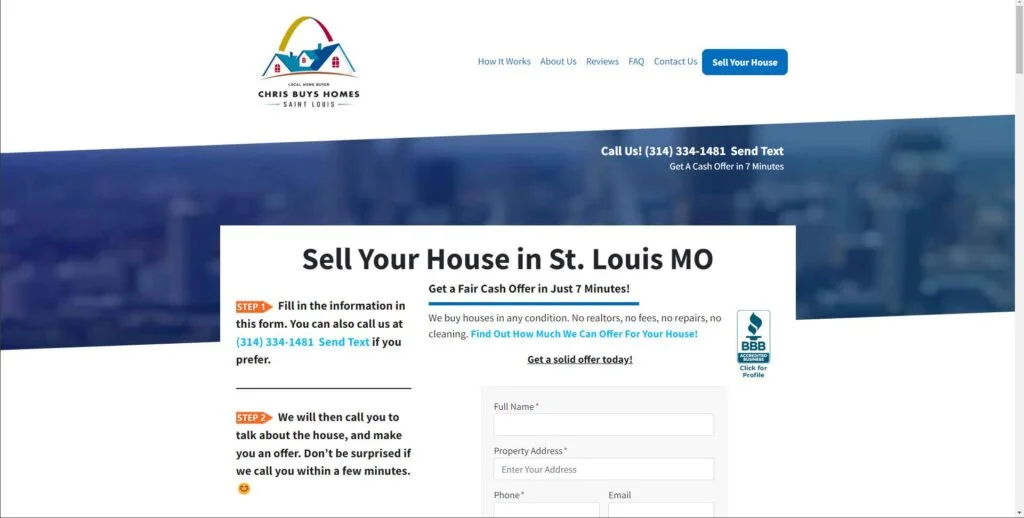 LOCAL HOME BUYER
CHRIS BUYS HOMES
SAINT LOUIS
How It Works About Us Reviews FAQ Contact Us Sell Your House
Call Us! (314) 334-1481 Send Text
Get A Cash Offer in 7 Minutes
Sell Your House in St. Louis MO
STEP 1 Fill in the information in
this form. You can also call us at
(314) 334-1481 Send Text if you
prefer.
STEP 2 We will then call you to
talk about the house, and make
you an offer. Don’t be surprised if
we call you within a few minutes.
😊
Get a Fair Cash Offer in Just 7 Minutes!
We buy houses in any condition. No realtors, no fees, no repairs, no
cleaning. Find Out How Much We Can Offer For Your House!
Get a solid offer today!
BBB
ACCREDITED
BUSINESS
Click for
Profile
Full Name*
Property Address*
Enter Your Address
Phone* Email